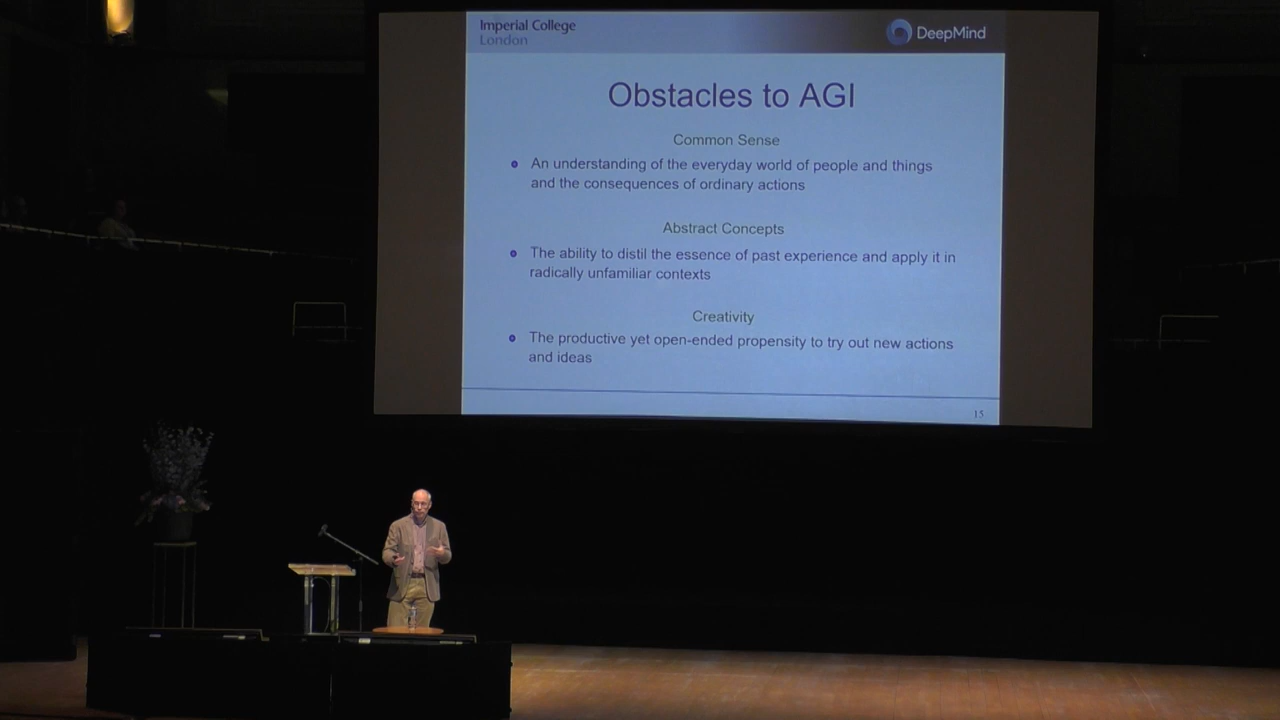 Imperial College
London
DeepMind
Obstacles to AGI
Common Sense
An understanding of the everyday world of people and things
and the consequences of ordinary actions
Abstract Concepts
The ability to distil the essence of past experience and apply it in
radically unfamiliar contexts
Creativity
The productive yet open-ended propensity to try out new actions
and ideas
15